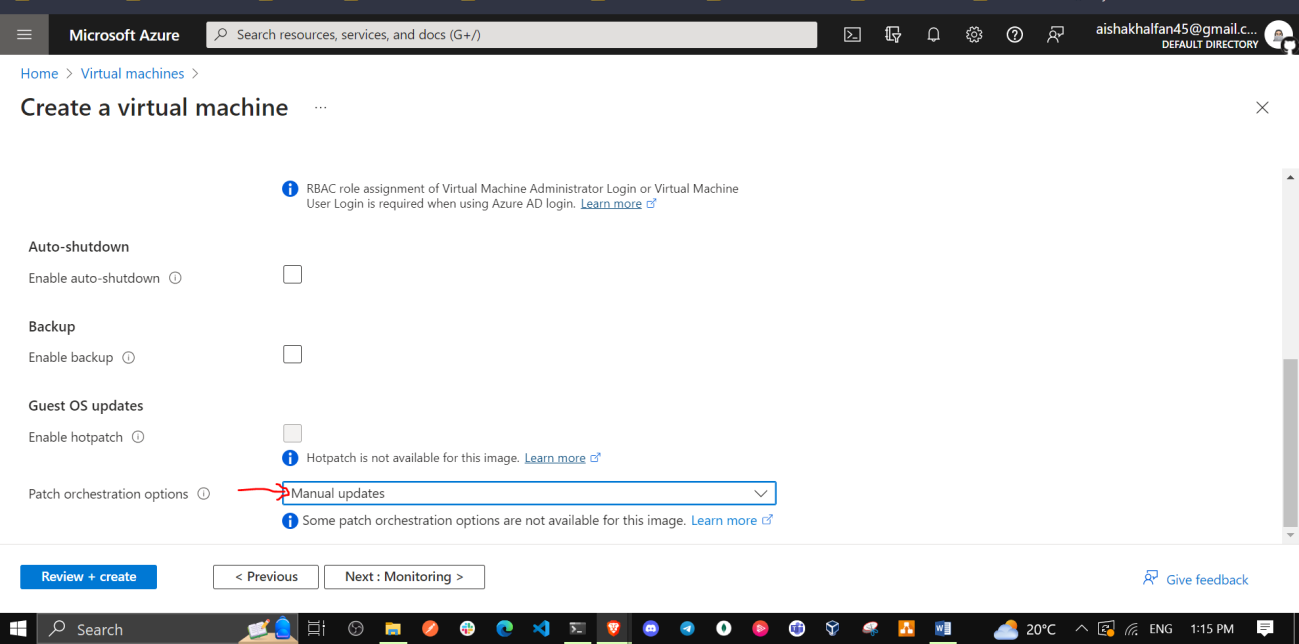 Microsoft Azure
Search resources, services, and docs (G+/)
aishakhalfan45@gmail.c...
DEFAULT DIRECTORY
Home > Virtual machines >
Create a virtual machine ...
RBAC role assignment of Virtual Machine Administrator Login or Virtual Machine
User Login is required when using Azure AD login. Learn more
Auto-shutdown
Enable auto-shutdown
Backup
Enable backup
Guest OS updates
Enable hotpatch
Hotpatch is not available for this image. Learn more
Patch orchestration options
Manual updates
Some patch orchestration options are not available for this image. Learn more
Review + create
< Previous
Next : Monitoring >
Give feedback
Search
20°C
ENG
1:15 PM